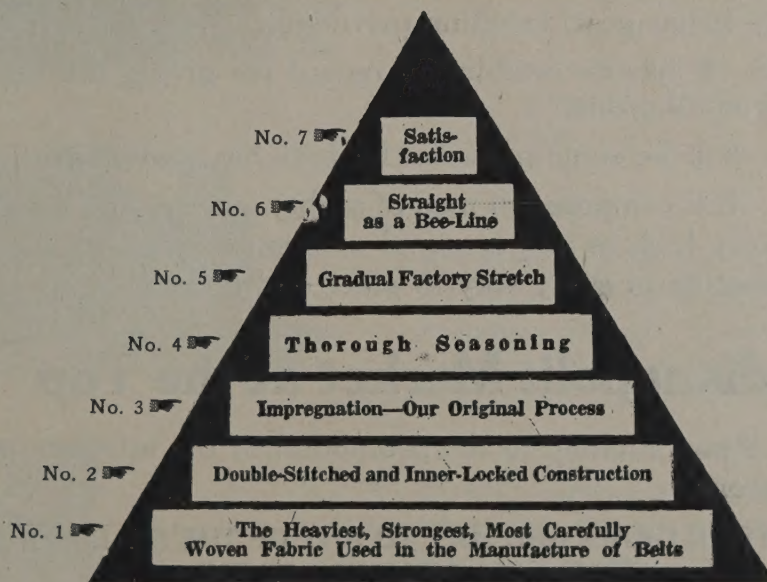 No. 7 Satis-
faction
No. 6 Straight
as a Bee-Line
No. 5 Gradual Factory Stretch
No. 4 Thorough Seasoning
No. 3 Impregnation—Our Original Process
No. 2 Double-Stitched and Inner-Locked Construction
No. 1 The Heaviest, Strongest, Most Carefully
Woven Fabric Used in the Manufacture of Belts